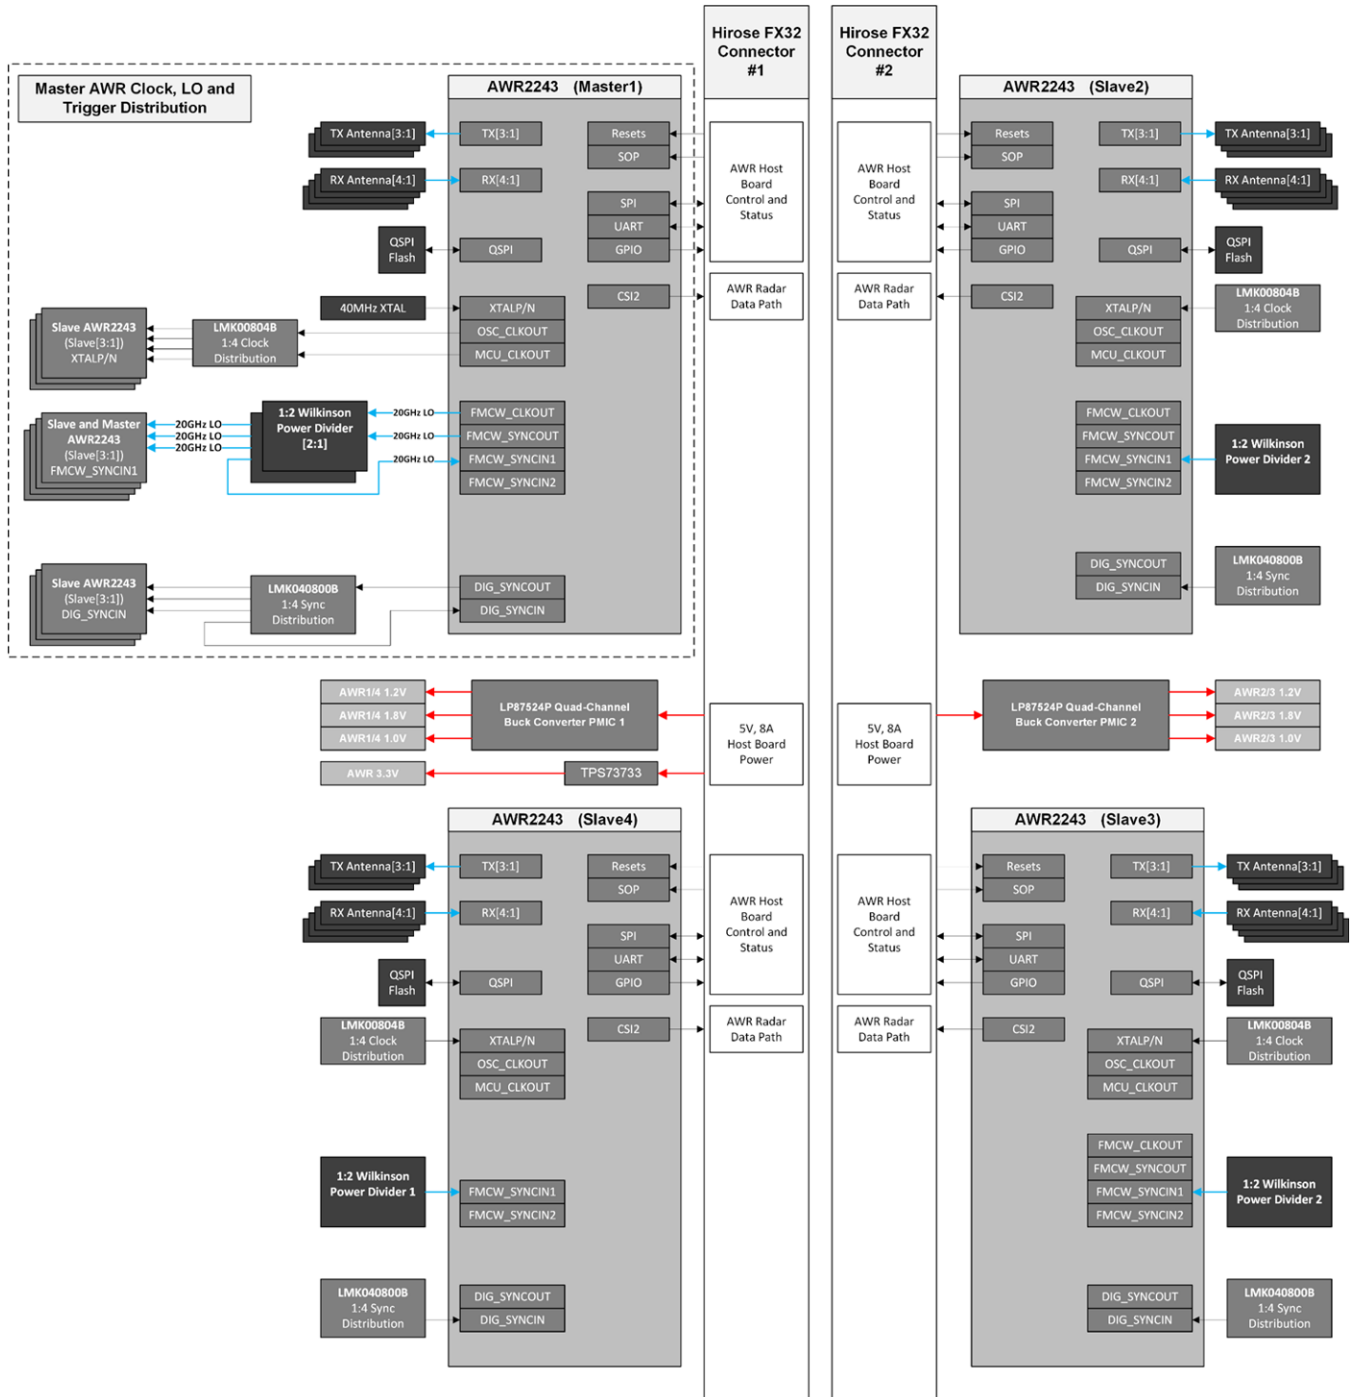 Hirose FX32
Connector
#1
Hirose FX32
Connector
#2
Master AWR Clock, LO and
Trigger Distribution
AWR2243 (Master1)
TX Antenna[3:1]
TX[3:1]
Resets
SOP
RX Antenna[4:1]
RX[4:1]
SPI
UART
GPIO
QSPI
Flash
QSPI
CSI2
40MHz XTAL
XTALP/N
OSC_CLKOUT
MCU_CLKOUT
Slave AWR2243
(Slave[3:1])
XTALP/N
LMK00804B
1:4 Clock
Distribution
Slave and Master
AWR2243
(Slave[3:1])
FMCW_SYNCIN1
20GHz LO
20GHz LO
20GHz LO
1:2 Wilkinson
Power Divider
[2:1]
20GHz LO
20GHz LO
20GHz LO
FMCW_CLKOUT
FMCW_SYNCOUT
FMCW_SYNCIN1
FMCW_SYNCIN2
Slave AWR2243
(Slave[3:1])
DIG_SYNCIN
LMK040800B
1:4 Sync
Distribution
DIG_SYNCOUT
DIG_SYNCIN
AWR Host
Board
Control and
Status
AWR Radar
Data Path
AWR Host
Board
Control and
Status
AWR Radar
Data Path
AWR2243 (Slave2)
Resets
SOP
SPI
UART
GPIO
CSI2
TX[3:1]
TX Antenna[3:1]
RX[4:1]
RX Antenna[4:1]
QSPI
QSPI
Flash
XTALP/N
OSC_CLKOUT
MCU_CLKOUT
LMK00804B
1:4 Clock
Distribution
FMCW_CLKOUT
FMCW_SYNCOUT
FMCW_SYNCIN1
FMCW_SYNCIN2
1:2 Wilkinson
Power Divider 2
DIG_SYNCOUT
DIG_SYNCIN
LMK040800B
1:4 Sync
Distribution
AWR1/4 1.2V
AWR1/4 1.8V
AWR1/4 1.0V
LP87524P Quad-Channel
Buck Converter PMIC 1
AWR 3.3V
TPS73733
5V, 8A
Host Board
Power
5V, 8A
Host Board
Power
LP87524P Quad-Channel
Buck Converter PMIC 2
AWR2/3 1.2V
AWR2/3 1.8V
AWR2/3 1.0V
AWR2243 (Slave4)
TX Antenna[3:1]
TX[3:1]
Resets
SOP
RX Antenna[4:1]
RX[4:1]
SPI
UART
GPIO
QSPI
Flash
QSPI
CSI2
LMK00804B
1:4 Clock
Distribution
XTALP/N
OSC_CLKOUT
MCU_CLKOUT
1:2 Wilkinson
Power Divider 1
FMCW_SYNCIN1
FMCW_SYNCIN2
LMK040800B
1:4 Sync
Distribution
DIG_SYNCOUT
DIG_SYNCIN
AWR Host
Board
Control and
Status
AWR Radar
Data Path
AWR Host
Board
Control and
Status
AWR Radar
Data Path
AWR2243 (Slave3)
Resets
SOP
SPI
UART
GPIO
CSI2
TX[3:1]
TX Antenna[3:1]
RX[4:1]
RX Antenna[4:1]
QSPI
QSPI
Flash
XTALP/N
OSC_CLKOUT
MCU_CLKOUT
LMK00804B
1:4 Clock
Distribution
FMCW_CLKOUT
FMCW_SYNCOUT
FMCW_SYNCIN1
FMCW_SYNCIN2
1:2 Wilkinson
Power Divider 2
DIG_SYNCOUT
DIG_SYNCIN
LMK040800B
1:4 Sync
Distribution